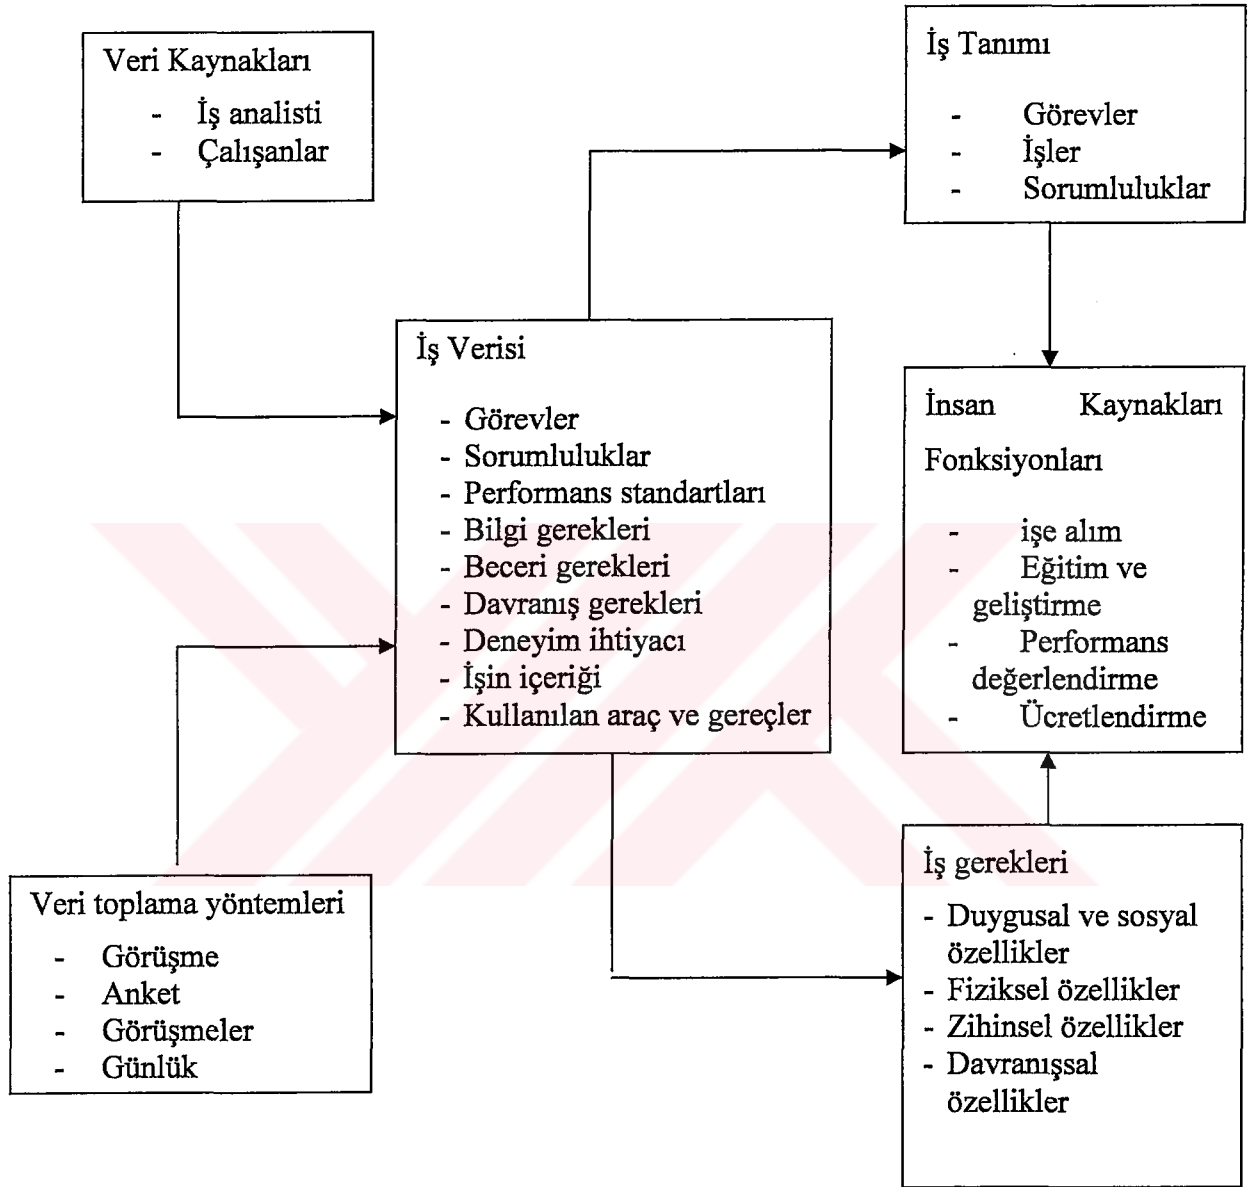 Veri Kaynakları
- İş analisti
- Çalışanlar
İş Tanımı
- Görevler
- İşler
- Sorumluluklar
İş Verisi
- Görevler
- Sorumluluklar
- Performans standartları
- Bilgi gerekleri
- Beceri gerekleri
- Davranış gerekleri
- Deneyim ihtiyacı
- İşin içeriği
- Kullanılan araç ve gereçler
İnsan Kaynakları
Fonksiyonları
- işe alım
- Eğitim ve
geliştirme
- Performans
değerlendirme
- Ücretlendirme
Veri toplama yöntemleri
- Görüşme
- Anket
- Görüşmeler
- Günlük
İş gerekleri
- Duygusal ve sosyal
özellikler
- Fiziksel özellikler
- Zihinsel özellikler
- Davranışsal
özellikler